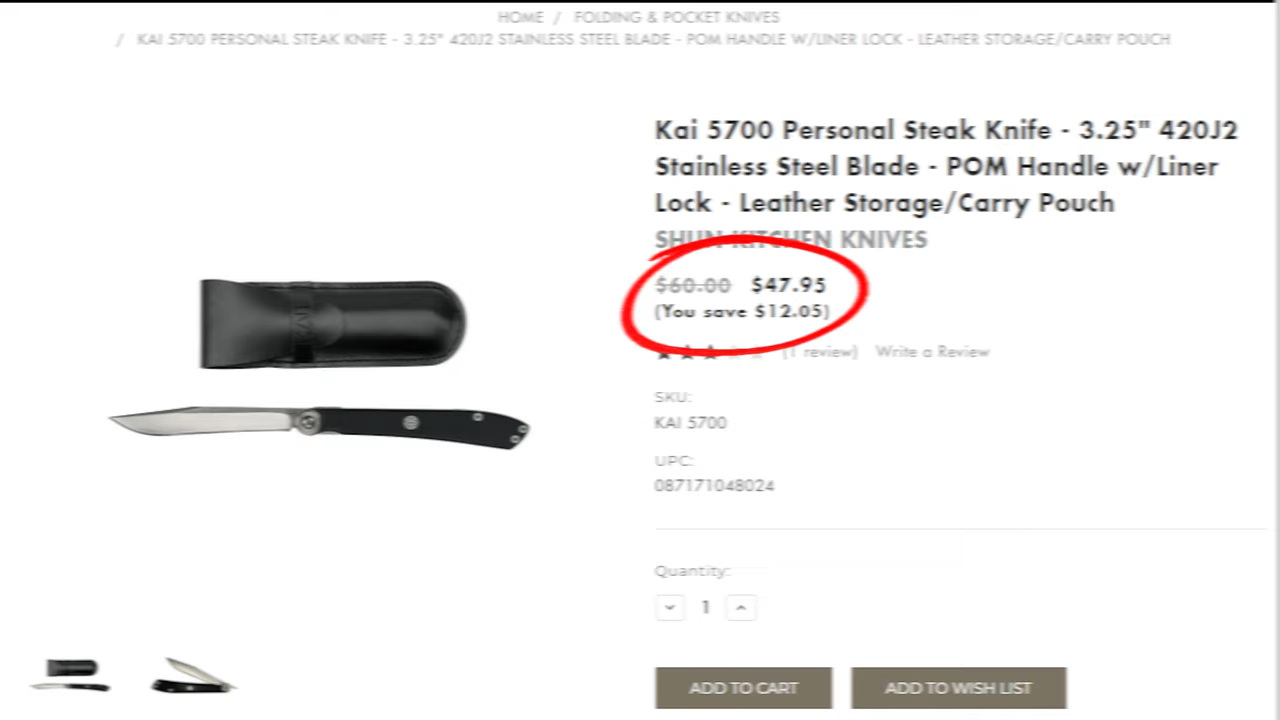 HOME / FOLDING & POCKET KNIVES
/ KAI 5700 PERSONAL STEAK KNIFE - 3.25" 420J2 STAINLESS STEEL BLADE - POM HANDLE W/LINER LOCK - LEATHER STORAGE/CARRY POUCH
Kai 5700 Personal Steak Knife - 3.25" 420J2
Stainless Steel Blade - POM Handle w/Liner
Lock - Leather Storage/Carry Pouch
SHUN KITCHEN KNIVES
$60.00 $47.95
(You save $12.05)
(1 review) Write a Review
SKU:
KAI 5700
UPC:
087171048024
Quantity:
1
ADD TO CART ADD TO WISH LIST